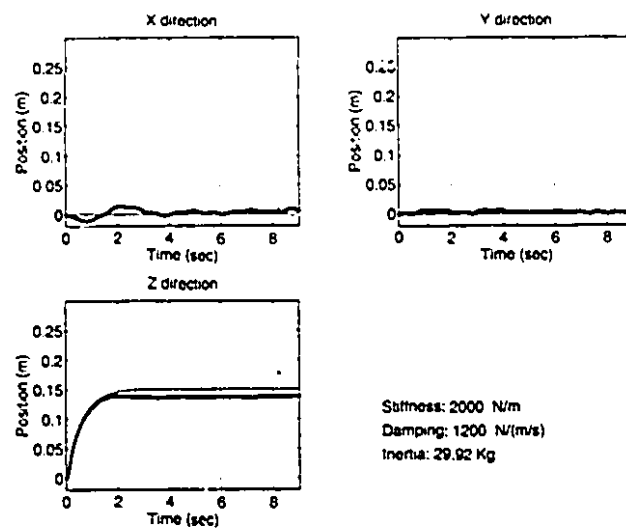 X direction
0.25
0.2
0.15
0.1
0.05
0
Position (m)
0 2 4 6 8
Time (sec)
Y direction
0.2
0.15
0.1
0.05
0
Position (m)
0 2 4 6 8
Time (sec)
Z direction
0.25
0.2
0.15
0.1
0.05
0
Position (m)
0 2 4 6 8
Time (sec)
Stiffness: 2000 N/m
Damping: 1200 N/(m/s)
Inertia: 29.92 Kg